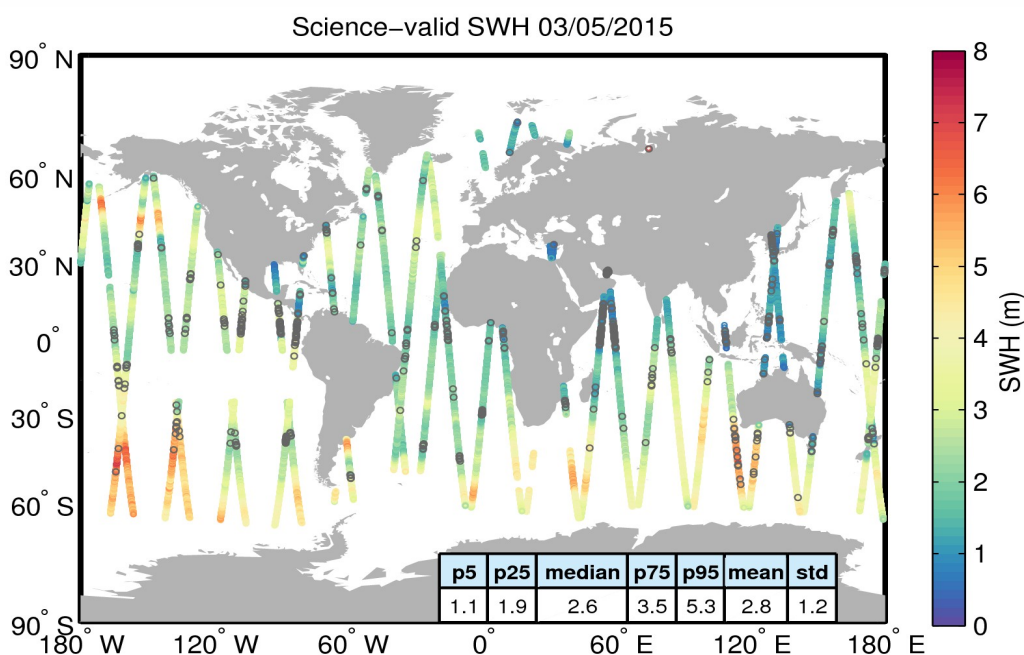 Science−valid SWH 03/05/2015
90° N
60° N
30° N
0°
30° S
60° S
90° S
180° W
120° W
60° W
0°
60° E
120° E
180° E
p5 p25 median p75 p95 mean std
1.1 1.9 2.6 3.5 5.3 2.8 1.2
8
7
6
5
4
3
2
1
0
SWH (m)